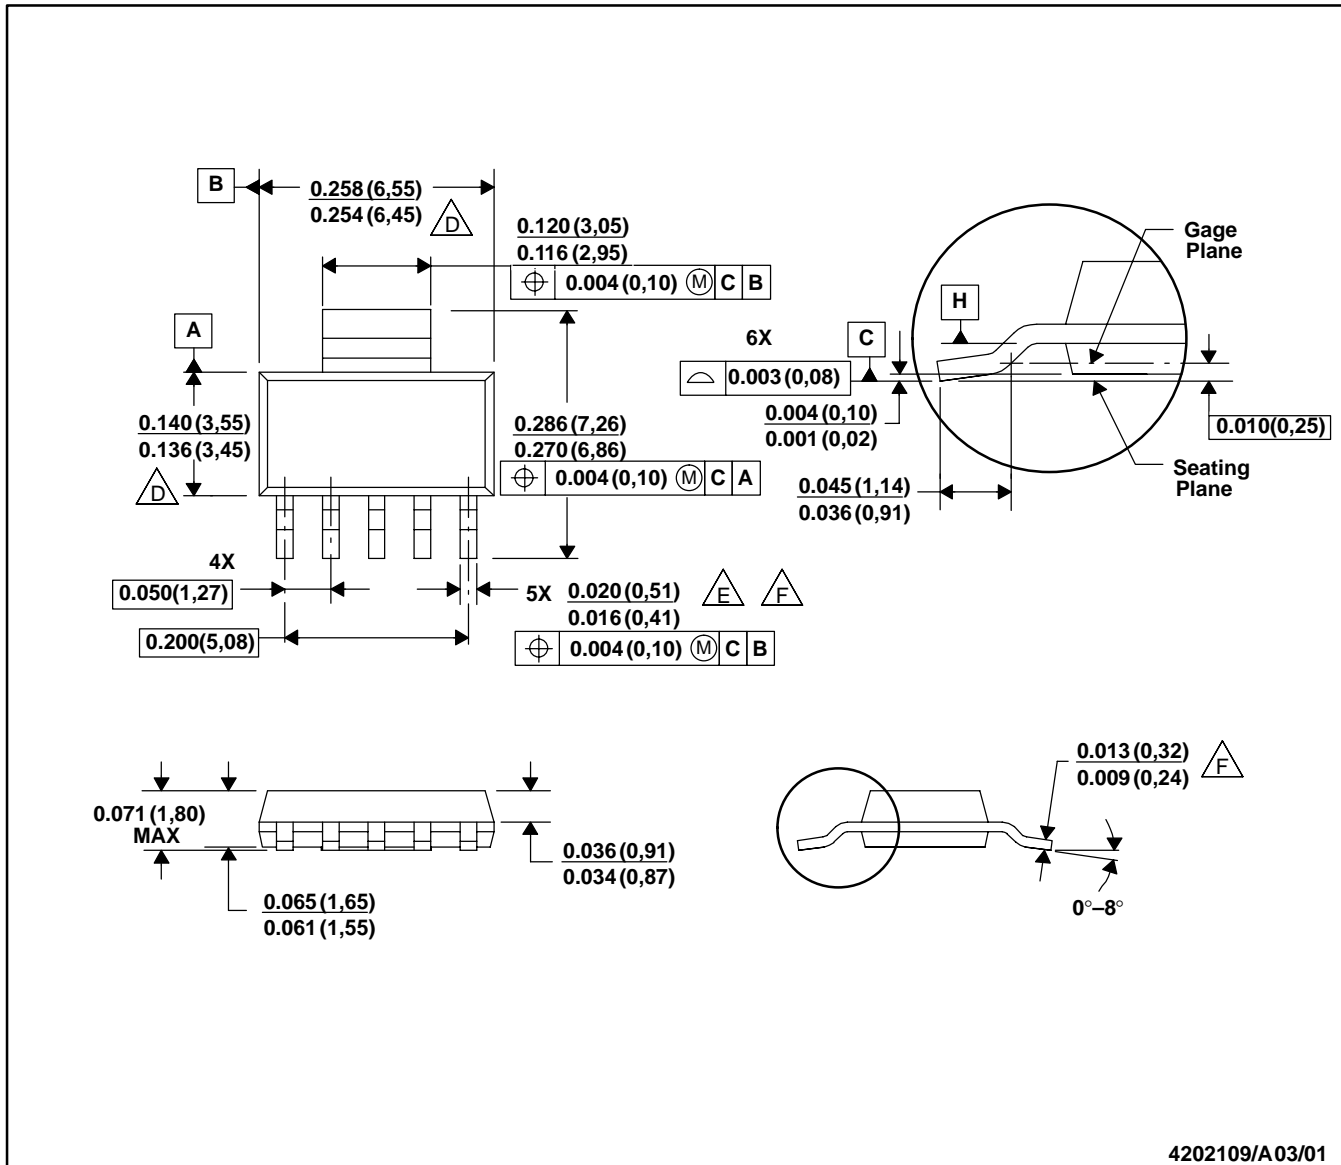 B
0.258 (6,55)
0.254 (6,45)
D
0.120 (3,05)
0.116 (2,95)
0.004 (0,10) M C B
A
0.140 (3,55)
0.136 (3,45)
D
0.286 (7,26)
0.270 (6,86)
0.004 (0,10) M C A
4X
0.050(1,27)
0.200(5,08)
5X
0.020 (0,51)
0.016 (0,41)
E
F
0.004 (0,10) M C B
Gage
Plane
H
6X
C
0.003 (0,08)
0.004 (0,10)
0.001 (0,02)
0.010(0,25)
Seating
Plane
0.045 (1,14)
0.036 (0,91)
0.071 (1,80)
MAX
0.065 (1,65)
0.061 (1,55)
0.036 (0,91)
0.034 (0,87)
0.013 (0,32)
0.009 (0,24)
F
0°–8°
4202109/A 03/01